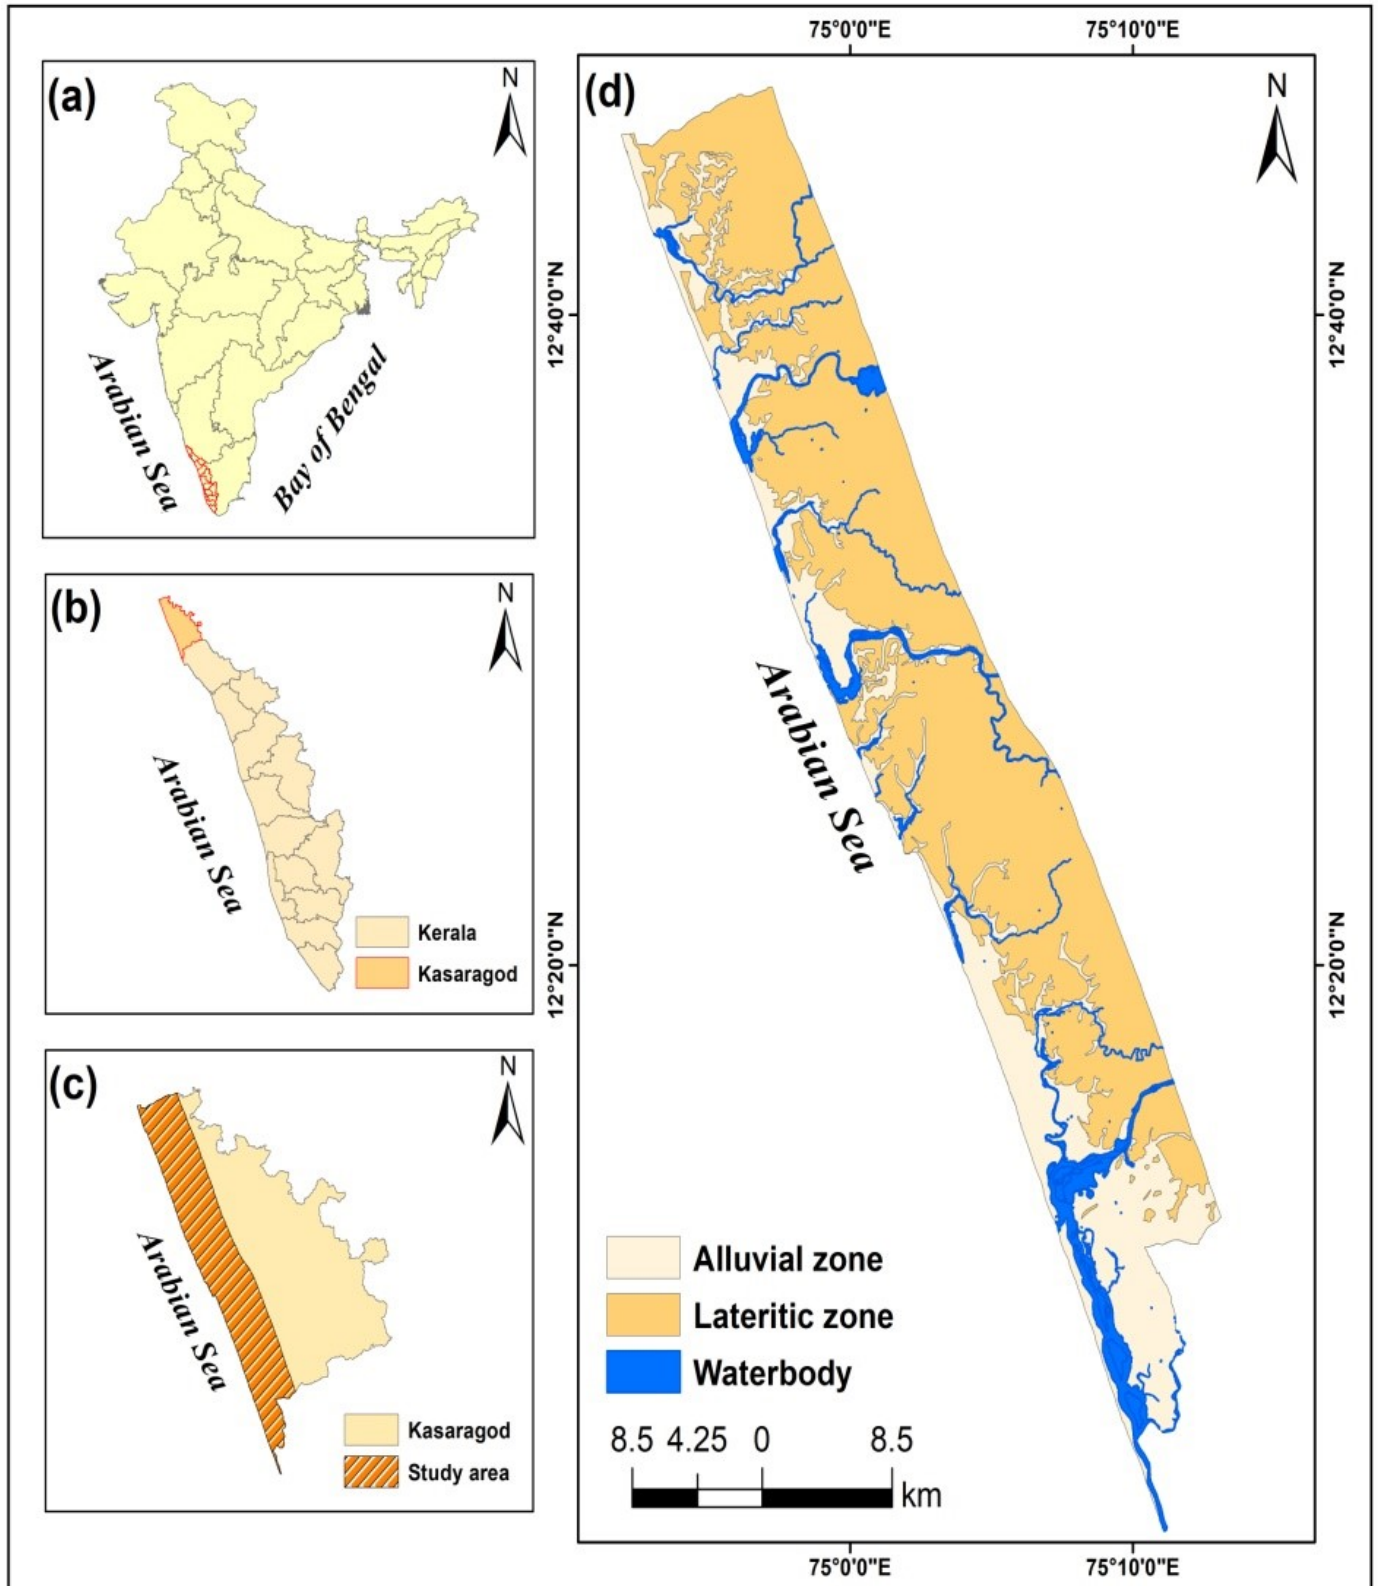 75°0'0"E 75°10'0"E
(a)
N
Arabian Sea
Bay of Bengal
(b)
N
Arabian Sea
Kerala
Kasaragod
(c)
N
Arabian Sea
Kasaragod
Study area
(d)
N
12°40'0"N
12°40'0"N
Arabian Sea
12°20'0"N
12°20'0"N
Alluvial zone
Lateritic zone
Waterbody
8.5 4.25 0 8.5
km
75°0'0"E 75°10'0"E